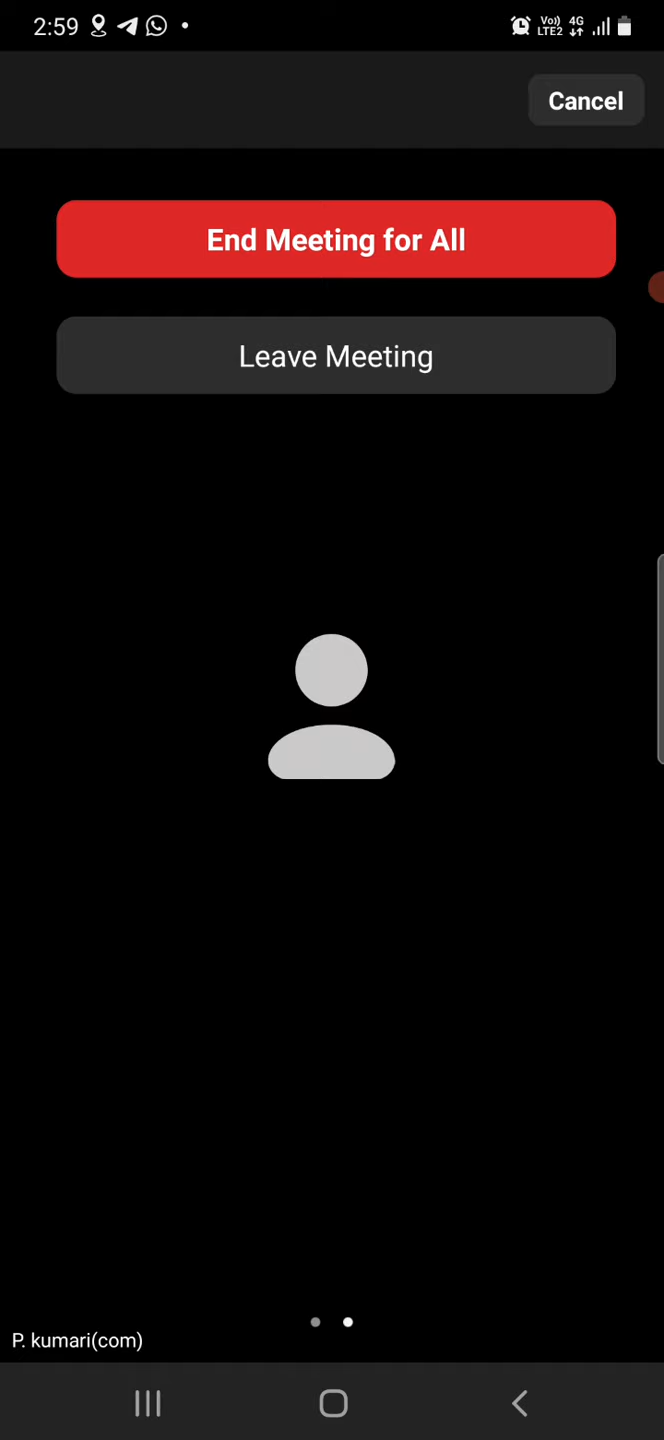 2:59
Vo)) 4G
LTE2
Cancel
End Meeting for All
Leave Meeting
P. kumari(com)